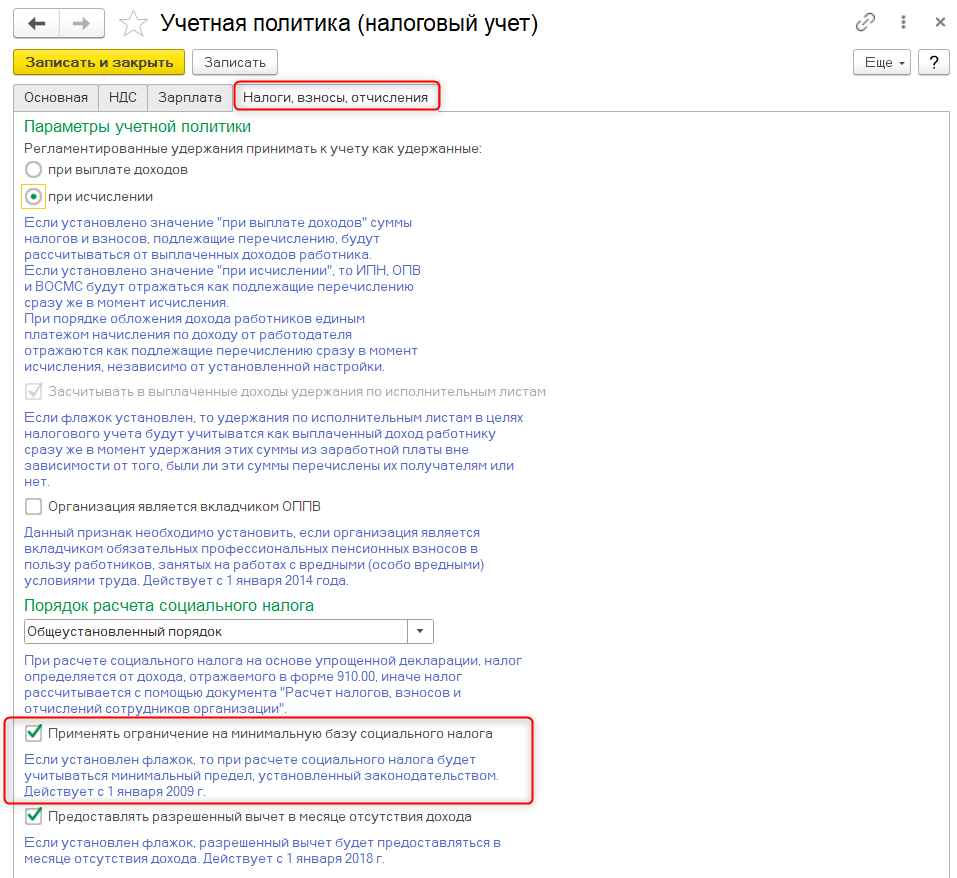 Учетная политика (налоговый учет)
Записать и закрыть
Записать
Еще
?
Основная
НДС
Зарплата
Налоги, взносы, отчисления
Параметры учетной политики
Регламентированные удержания принимать к учету как удержанные:
при выплате доходов
при исчислении
Если установлено значение "при выплате доходов" суммы
налогов и взносов, подлежащие перечислению, будут
рассчитываться от выплаченных доходов работника.
Если установлено значение "при исчислении", то ИПН, ОПВ
и ВОСМС будут отражаться как подлежащие перечислению
сразу же в момент исчисления.
При порядке обложения дохода работников единым
платежом начисления по доходу от работодателя
отражаются как подлежащие перечислению сразу в момент
исчисления, независимо от установленной настройки.
Засчитывать в выплаченные доходы удержания по исполнительным листам
Если флажок установлен, то удержания по исполнительным листам в целях
налогового учета будут учитыватся как выплаченный доход работнику
сразу же в момент удержания этих суммы из заработной платы вне
зависимости от того, были ли эти суммы перечислены их получателям или
нет.
Организация является вкладчиком ОППВ
Данный признак необходимо установить, если организация является
вкладчиком обязательных профессиональных пенсионных взносов в
пользу работников, занятых на работах с вредными (особо вредными)
условиями труда. Действует с 1 января 2014 года.
Порядок расчета социального налога
Общеустановленный порядок
При расчете социального налога на основе упрощенной декларации, налог
определяется от дохода, отражаемого в форме 910.00, иначе налог
рассчитывается с помощью документа "Расчет налогов, взносов и
отчислений сотрудников организации".
Применять ограничение на минимальную базу социального налога
Если установлен флажок, то при расчете социального налога будет
учитываться минимальный предел, установленный законодательством.
Действует с 1 января 2009 г.
Предоставлять разрешенный вычет в месяце отсутствия дохода
Если установлен флажок, разрешенный вычет будет предоставляться в
месяце отсутствия дохода. Действует с 1 января 2018 г.